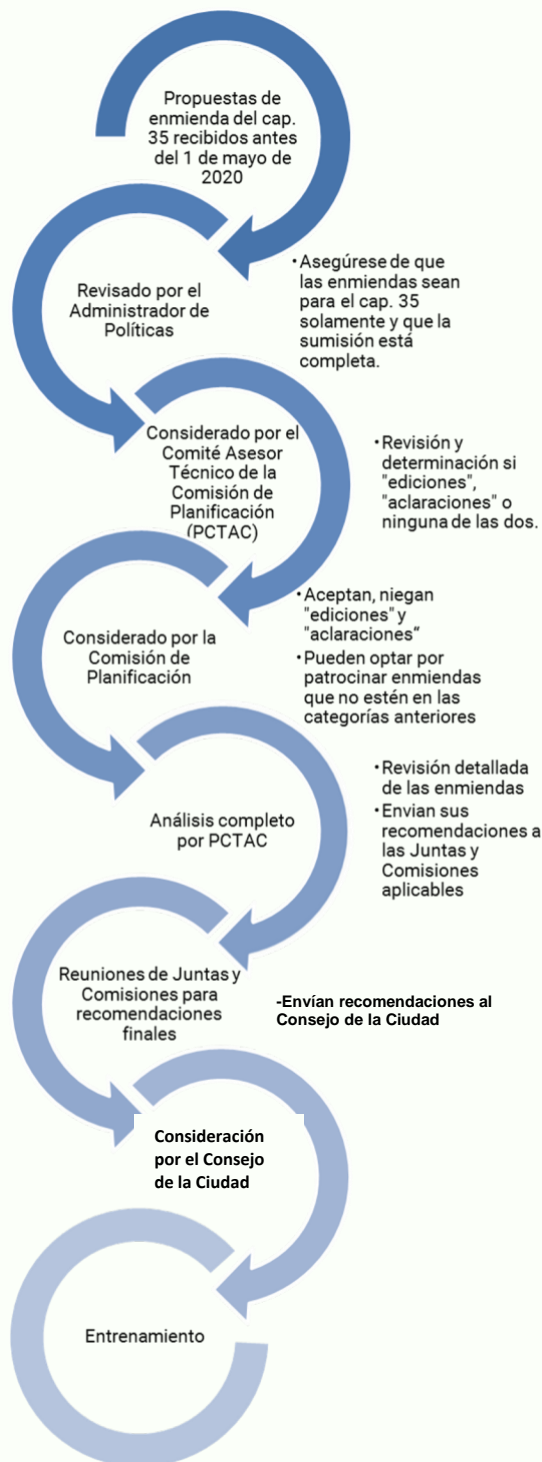 Propuestas de
enmienda del cap.
35 recibidos antes
del 1 de mayo de
2020
Revisado por el
Administrador de
Políticas
•Asegúrese de que
las enmiendas sean
para el cap. 35
solamente y que la
sumisión está
completa.
Considerado por el
Comité Asesor
Técnico de la
Comisión de
Planificación
(PCTAC)
•Revisión y
determinación si
"ediciones",
"aclaraciones" o
ninguna de las dos.
Considerado por la
Comisión de
Planificación
•Aceptan, niegan
"ediciones" y
"aclaraciones“
•Pueden optar por
patrocinar enmiendas
que no estén en las
categorías anteriores
Análisis completo
por PCTAC
•Revisión detallada
de las enmiendas
•Envian sus
recomendaciones a
las Juntas y
Comisiones
aplicables
Reuniones de Juntas y
Comisiones para
recomendaciones
finales
-Envían recomendaciones al
Consejo de la Ciudad
Consideración
por el Consejo
de la Ciudad
Entrenamiento